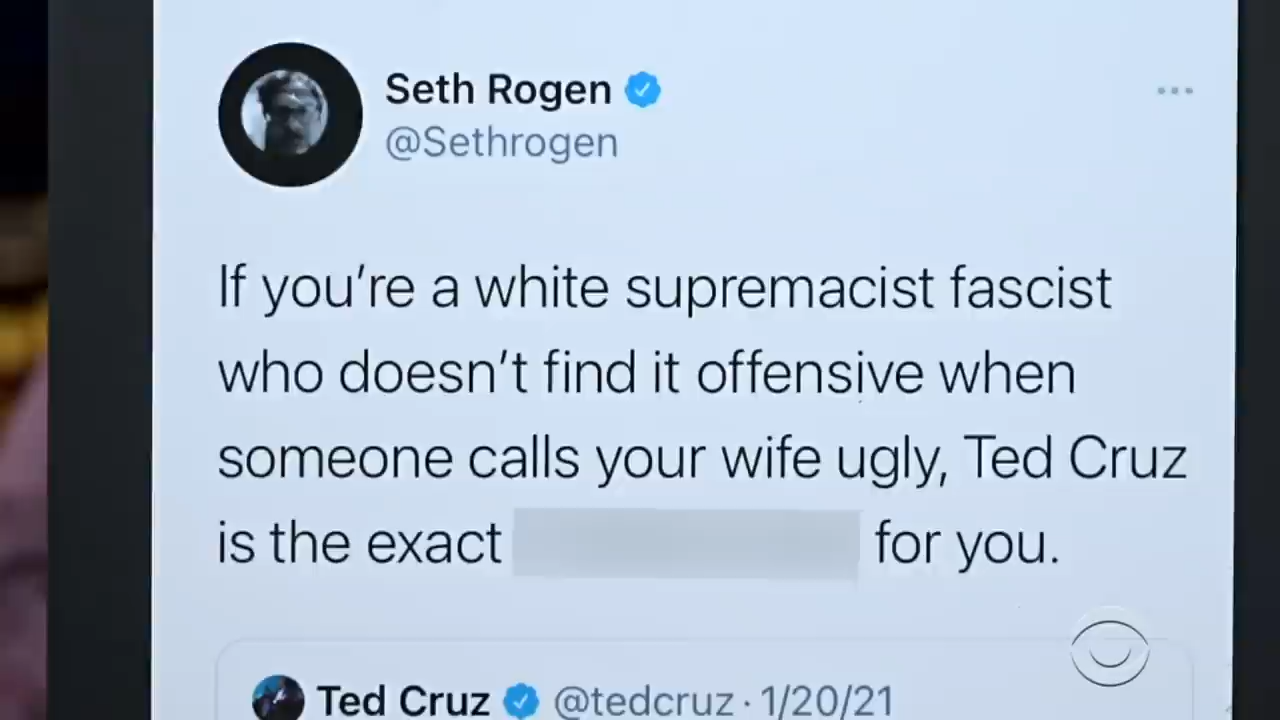 Seth Rogen
@Sethrogen
If you're a white supremacist fascist
who doesn't find it offensive when
someone calls your wife ugly, Ted Cruz
is the exact for you.
Ted Cruz @tedcruz · 1/20/21